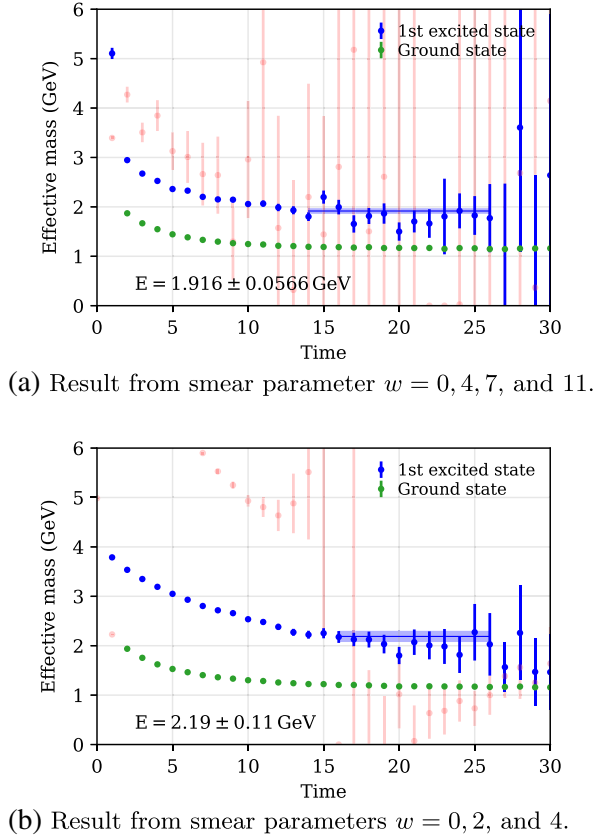 6
5
4
3
2
1
0
Effective mass (GeV)
1st excited state
Ground state
E = 1.916 ± 0.0566 GeV
0 5 10 15 20 25 30
Time
(a) Result from smear parameter w = 0, 4, 7, and 11.
6
5
4
3
2
1
0
Effective mass (GeV)
1st excited state
Ground state
E = 2.19 ± 0.11 GeV
0 5 10 15 20 25 30
Time
(b) Result from smear parameters w = 0, 2, and 4.